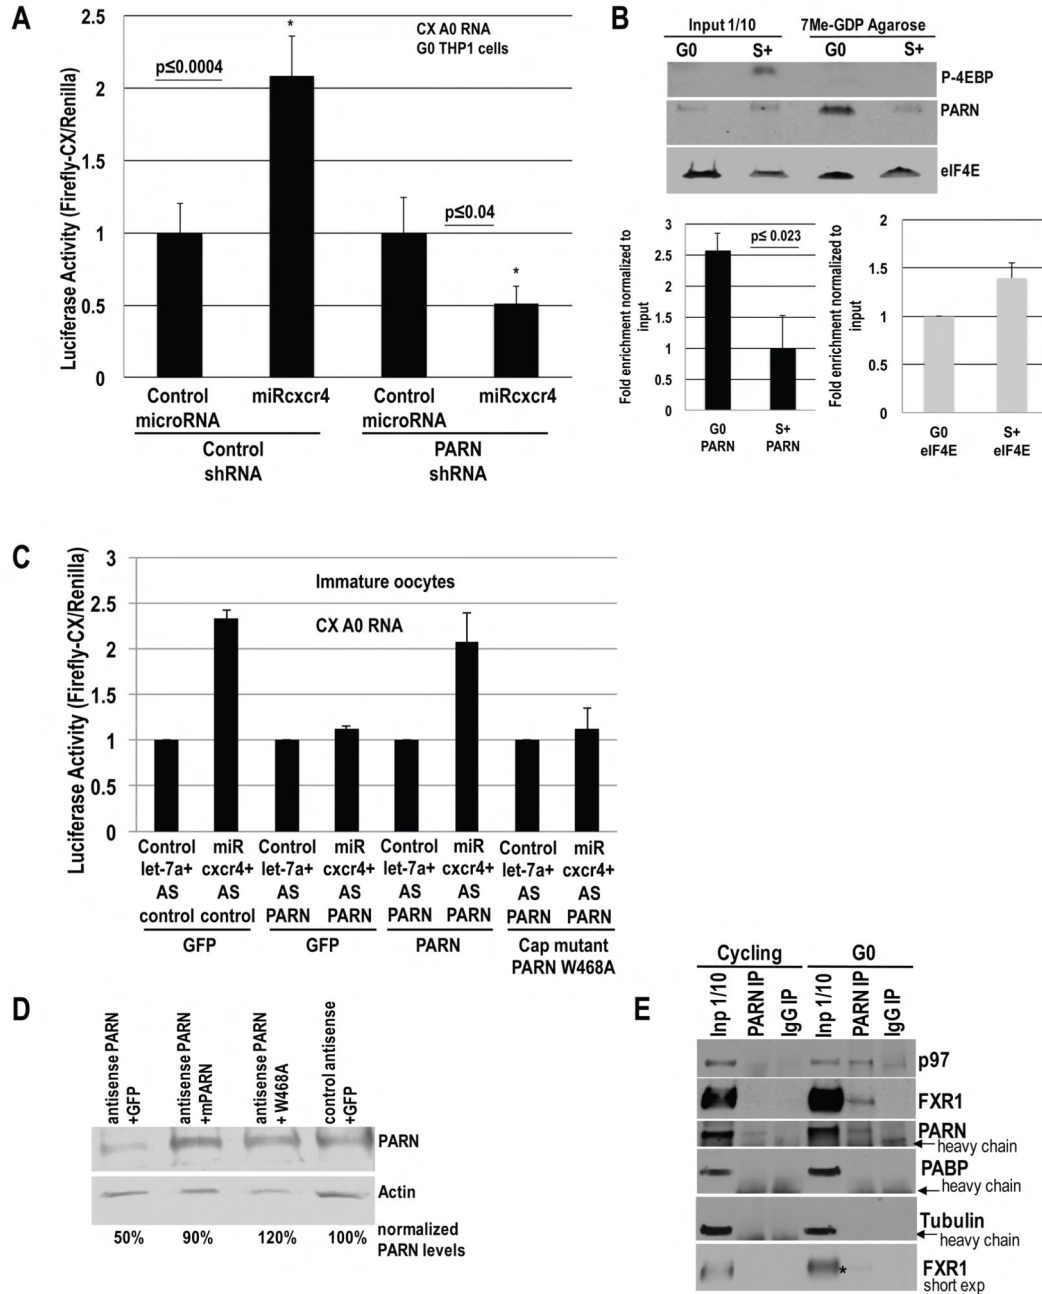 A
Luciferase Activity (Firefly-CX/Renilla)
2.5
2
1.5
1
0.5
0
p≤0.0004
*
CX A0 RNA
G0 THP1 cells
p≤0.04
*
Control
microRNA
miRcxcr4
Control
microRNA
miRcxcr4
Control
shRNA
PARN
shRNA
B
Input 1/10
7Me-GDP Agarose
G0
S+
G0
S+
P-4EBP
PARN
eIF4E
Fold enrichment normalized to
input
3
2.5
2
1.5
1
0.5
0
p≤ 0.023
G0
PARN
S+
PARN
Fold enrichment normalized to
input
2
1.5
1
0.5
0
G0
eIF4E
S+
eIF4E
C
Luciferase Activity (Firefly-CX/Renilla)
3
2.5
2
1.5
1
0.5
0
Immature oocytes
CX A0 RNA
Control
let-7a+
AS
control
miR
cxcr4+
AS
control
Control
let-7a+
AS
PARN
miR
cxcr4+
AS
PARN
Control
let-7a+
AS
PARN
miR
cxcr4+
AS
PARN
Control
let-7a+
AS
PARN
miR
cxcr4+
AS
PARN
GFP
GFP
PARN
Cap mutant
PARN W468A
D
antisense PARN
+GFP
antisense PARN
+mPARN
antisense PARN
+ W468A
control antisense
+GFP
PARN
Actin
50%
90%
120%
100%
normalized
PARN levels
E
Cycling
G0
Inp 1/10
PARN IP
IgG IP
Inp 1/10
PARN IP
IgG IP
p97
FXR1
PARN
heavy chain
PABP
heavy chain
Tubulin
heavy chain
*
FXR1
short exp